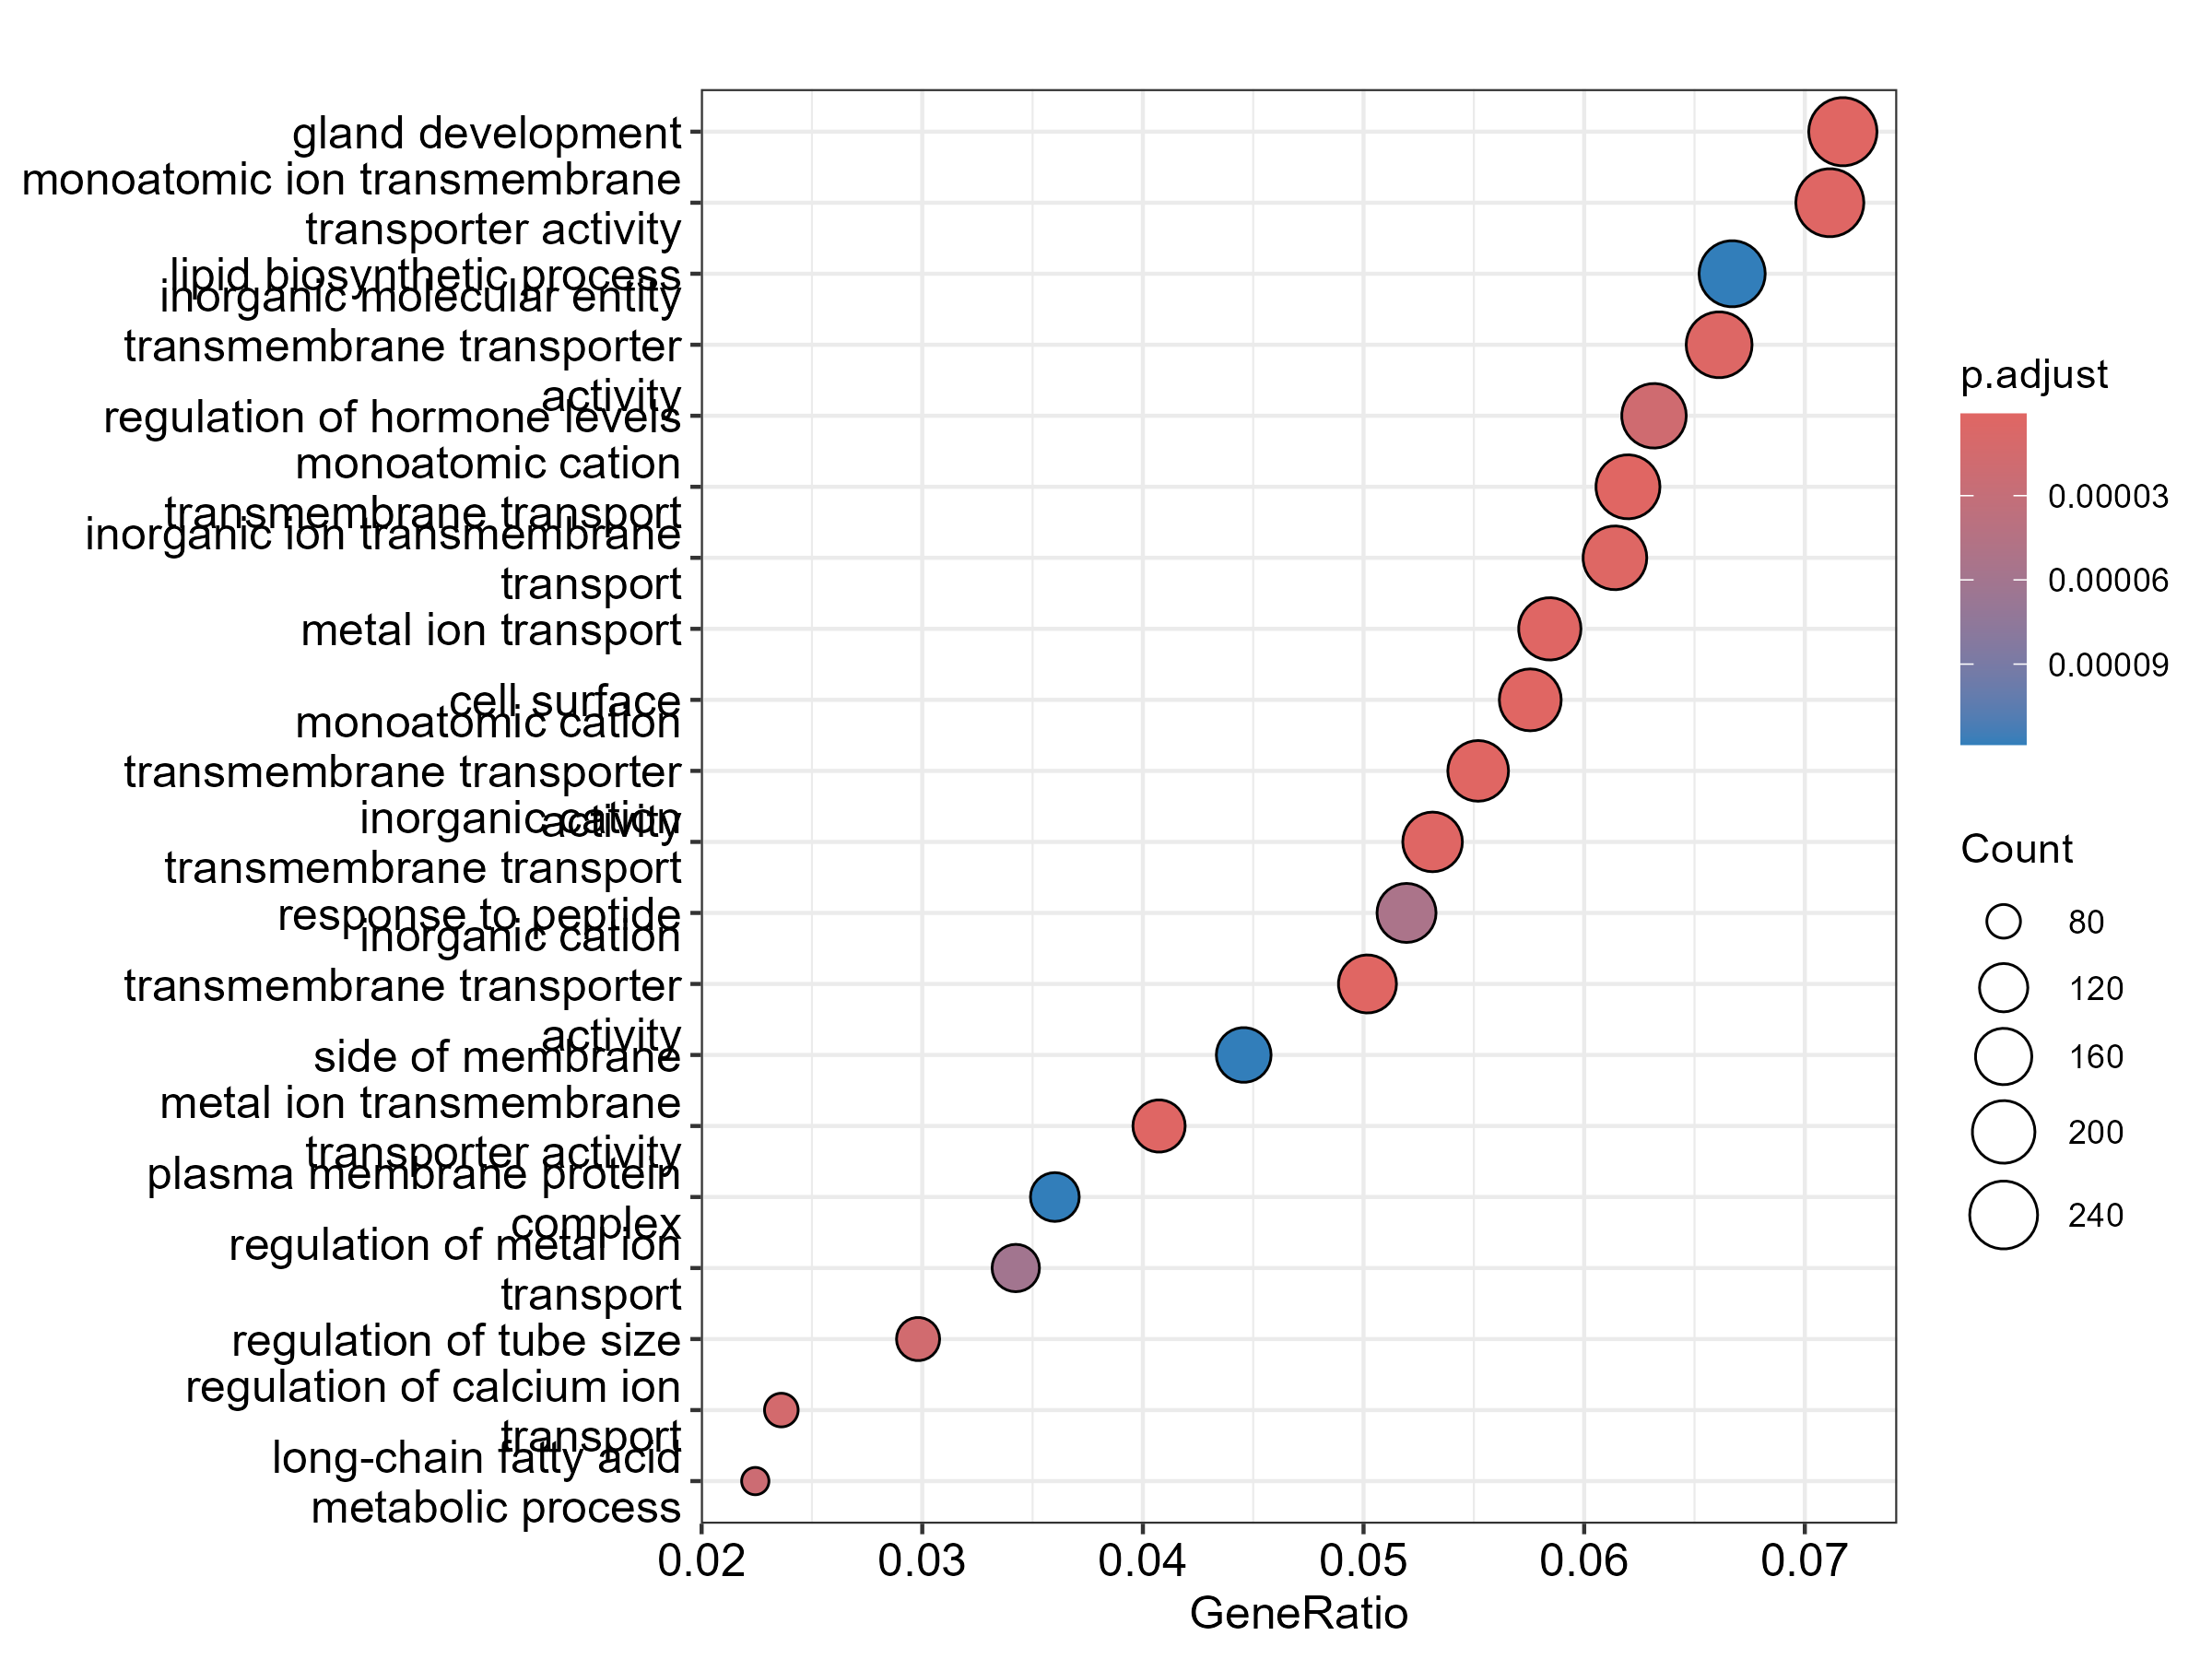 gland development
monoatomic ion transmembrane
transporter activity
lipid biosynthetic process
inorganic molecular entity
transmembrane transporter
activity
regulation of hormone levels
monoatomic cation
transmembrane transport
inorganic ion transmembrane
transport
metal ion transport
cell surface
monoatomic cation
transmembrane transporter
activity
inorganic cation
transmembrane transport
response to peptide
inorganic cation
transmembrane transporter
activity
side of membrane
metal ion transmembrane
transporter activity
plasma membrane protein
complex
regulation of metal ion
transport
regulation of tube size
regulation of calcium ion
transport
long-chain fatty acid
metabolic process
0.02 0.03 0.04 0.05 0.06 0.07
GeneRatio
p.adjust
0.00003
0.00006
0.00009
Count
80
120
160
200
240